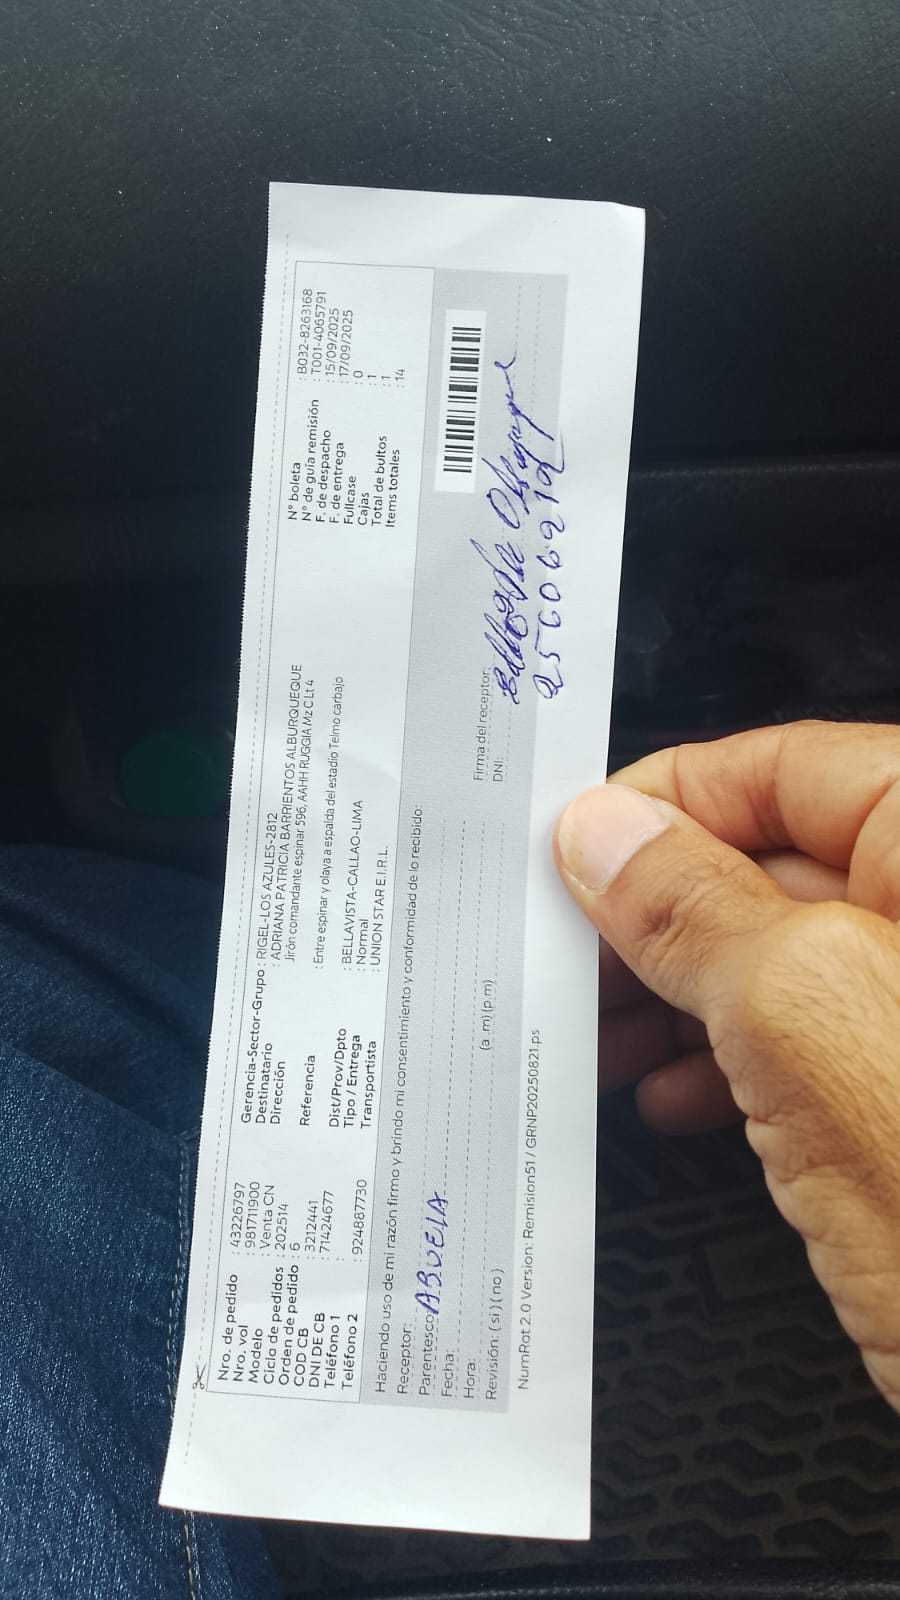 Nro. de pedido : 43226797
Nro. vol : 981711900
Modelo : Venta CN
Ciclo de pedidos : 202514
Orden de pedido : 6
COD CB : 3212441
DNI DE CB : 71424677
Teléfono 1 :
Teléfono 2 : 924887730
Gerencia-Sector-Grupo : RIGEL-LOS AZULES-2812
Destinatario : ADRIANA PATRICIA BARRIENTOS ALBURQUEQUE
Dirección Jirón comandante espinar 596, AAHH RUGGIA Mz C Lt 4
Referencia : Entre espinar y olaya a espalda del estadio Telmo carbajo
Dist/Prov/Dpto : BELLAVISTA-CALLAO-LIMA
Tipo / Entrega : Normal
Transportista : UNION STAR E.I.R.L.
N° boleta : B032-8263168
N° de guía remisión : T001-4065791
F. de despacho : 15/09/2025
F. de entrega : 17/09/2025
Fullcase : 0
Cajas : 1
Total de bultos : 1
Items totales : 14
Haciendo uso de mi razón firmo y brindo mi consentimiento y conformidad de lo recibido:
Receptor:
Parentesco ABUELA
Fecha:
Hora: (a .m) (p .m)
Revisión: ( si ) ( no )
Firma del receptor:
DNI: 25606912
NumRot 2.0 Version: Remision51 / GRNP20250821.ps